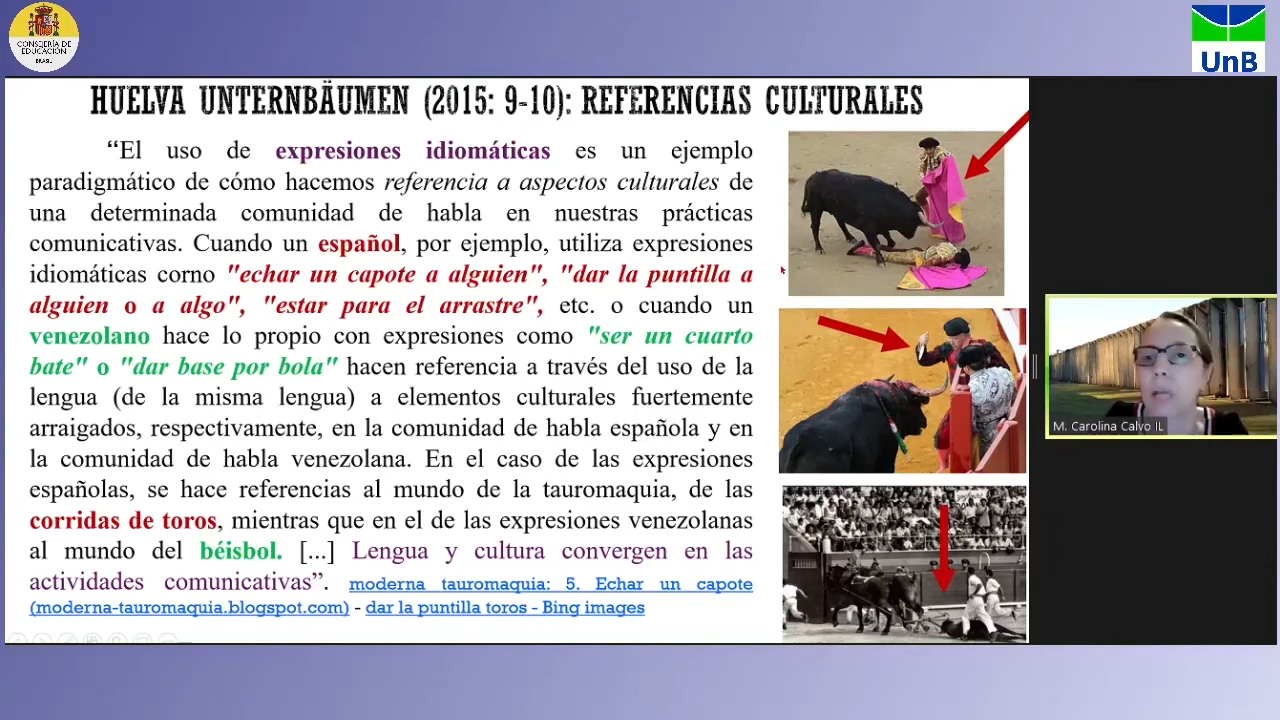 CONSEJERÍA DE
EDUCACIÓN
BRASIL
UnB
HUELVA UNTERNBÄUMEN (2015: 9-10): REFERENCIAS CULTURALES
“El uso de expresiones idiomáticas es un ejemplo
paradigmático de cómo hacemos referencia a aspectos culturales de
una determinada comunidad de habla en nuestras prácticas
comunicativas. Cuando un español, por ejemplo, utiliza expresiones
idiomáticas corno "echar un capote a alguien", "dar la puntilla a
alguien o a algo", "estar para el arrastre", etc. o cuando un
venezolano hace lo propio con expresiones como "ser un cuarto
bate" o "dar base por bola" hacen referencia a través del uso de la
lengua (de la misma lengua) a elementos culturales fuertemente
arraigados, respectivamente, en la comunidad de habla española y en
la comunidad de habla venezolana. En el caso de las expresiones
españolas, se hace referencias al mundo de la tauromaquia, de las
corridas de toros, mientras que en el de las expresiones venezolanas
al mundo del béisbol. [...] Lengua y cultura convergen en las
actividades comunicativas”. moderna tauromaquia: 5. Echar un capote
(moderna-tauromaquia.blogspot.com) - dar la puntilla toros - Bing images
M. Carolina Calvo IL